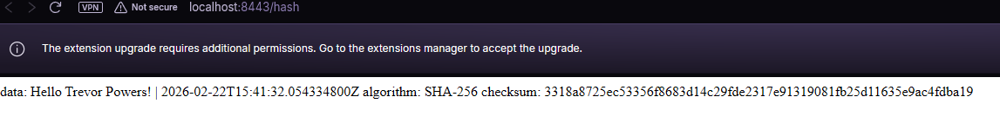 VPN Not secure localhost:8443/hash
The extension upgrade requires additional permissions. Go to the extensions manager to accept the upgrade.
data: Hello Trevor Powers! | 2026-02-22T15:41:32.054334800Z algorithm: SHA-256 checksum: 3318a8725ec53356f8683d14c29fde2317e91319081fb25d11635e9ac4fdba19